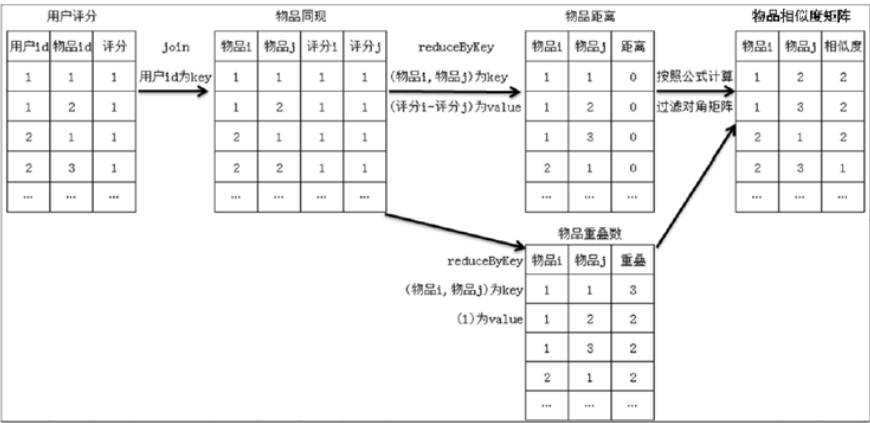 用户评分
用户id 物品id 评分
1 1 1
1 2 1
2 1 1
2 3 1
... ... ...
join
用户id为key
物品同现
物品i 物品j 评分i 评分j
1 1 1 1
1 2 1 1
2 1 1 1
2 2 1 1
... ... ... ...
reduceByKey
(物品i,物品j)为key
(评分i-评分j)为value
物品距离
物品i 物品j 距离
1 1 0
1 2 0
1 3 0
2 1 0
... ... ...
按照公式计算
过滤对角矩阵
物品相似度矩阵
物品i 物品j 相似度
1 2 2
1 3 2
2 1 2
2 3 1
... ... ...
reduceByKey
(物品i,物品j)为key
(1)为value
物品重叠数
物品i 物品j 重叠
1 1 3
1 2 2
1 3 2
2 1 2
... ... ...